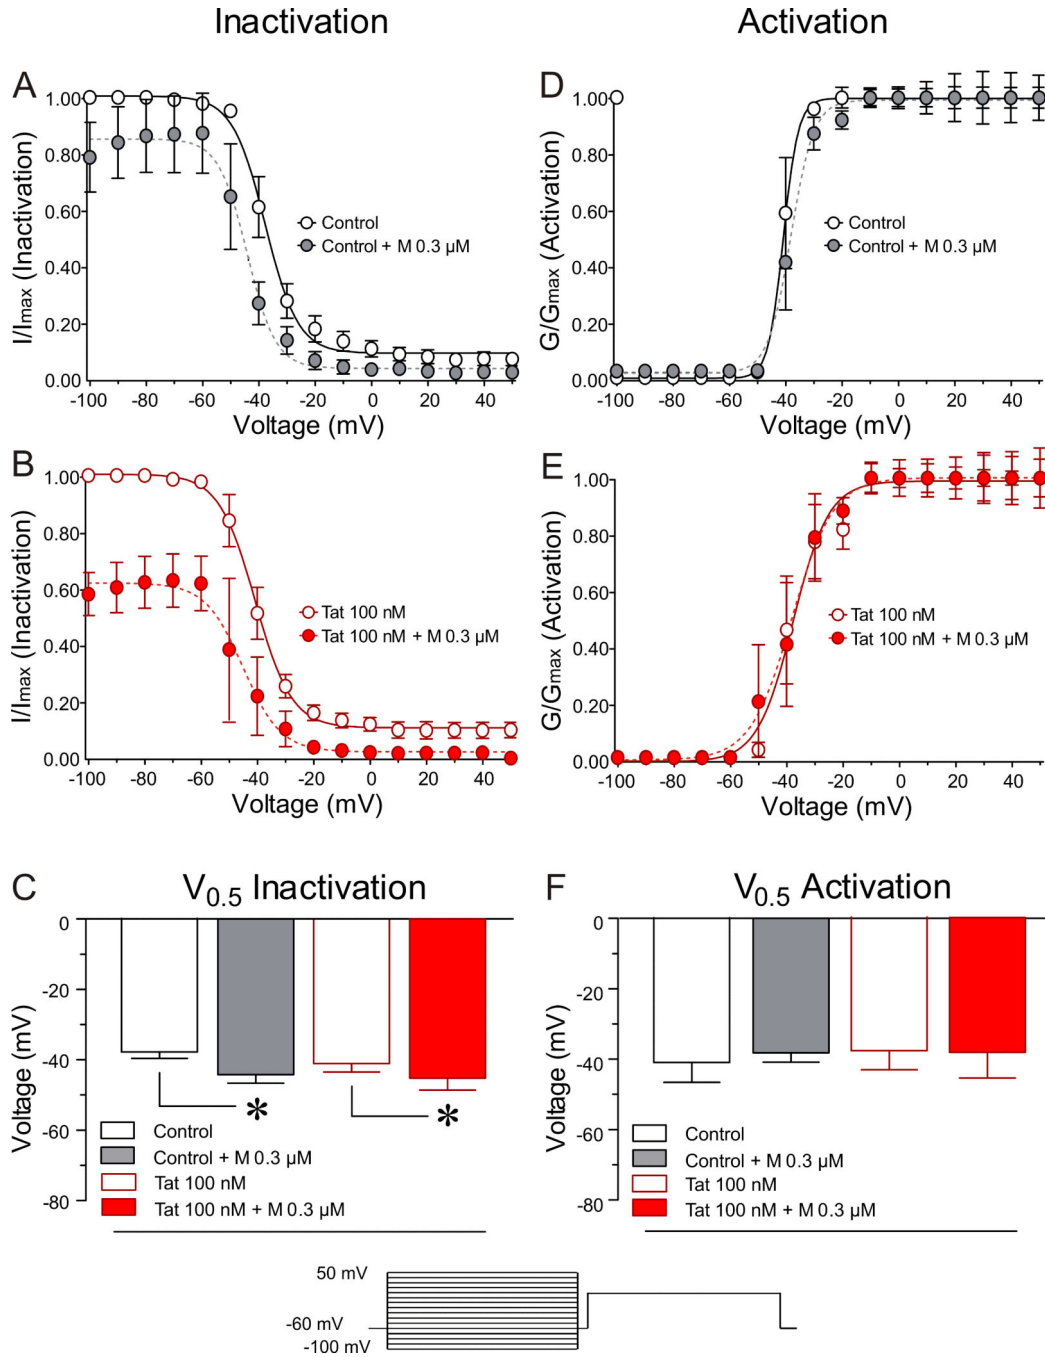 Inactivation
Activation
A
I/Imax (Inactivation)
1.00
0.80
0.60
0.40
0.20
0.00
Control
Control + M 0.3 µM
-100 -80 -60 -40 -20 0 20 40
Voltage (mV)
D
G/Gmax (Activation)
1.00
0.80
0.60
0.40
0.20
0.00
Control
Control + M 0.3 µM
-100 -80 -60 -40 -20 0 20 40
Voltage (mV)
B
I/Imax (Inactivation)
1.00
0.80
0.60
0.40
0.20
0.00
Tat 100 nM
Tat 100 nM + M 0.3 µM
-100 -80 -60 -40 -20 0 20 40
Voltage (mV)
E
G/Gmax (Activation)
1.00
0.80
0.60
0.40
0.20
0.00
Tat 100 nM
Tat 100 nM + M 0.3 µM
-100 -80 -60 -40 -20 0 20 40
Voltage (mV)
C
V0.5 Inactivation
Voltage (mV)
0
-20
-40
-60
-80
*
*
Control
Control + M 0.3 µM
Tat 100 nM
Tat 100 nM + M 0.3 µM
F
V0.5 Activation
Voltage (mV)
0
-20
-40
-60
-80
Control
Control + M 0.3 µM
Tat 100 nM
Tat 100 nM + M 0.3 µM
50 mV
-60 mV
-100 mV